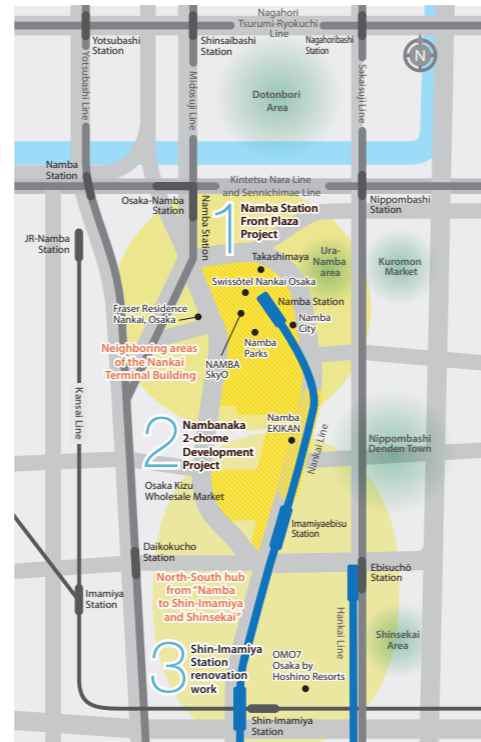 Nagahori
Tsurumi-Ryokuchi
Line
Yotsubashi
Station
Shinsaibashi
Station
Nagahoribashi
Station
N
Yotsubashi Line
Midosuji Line
Sakaisuji Line
Dotonbori
Area
Namba
Station
Kintetsu Nara Line
and Sennichimae Line
Osaka-Namba
Station
Namba Station
Nippombashi
Station
1
Namba Station
Front Plaza
Project
JR-Namba
Station
Takashimaya
Ura-
Namba
area
Kuromon
Market
Swissôtel Nankai Osaka
Namba Station
Fraser Residence
Nankai, Osaka
Namba
City
Namba
Parks
Neighboring areas
of the Nankai
Terminal Building
NAMBA
SkyO
Kansai Line
2
Nambanaka
2-chome
Development
Project
Namba
EKIKAN
Nankai Line
Nippombashi
Denden Town
Osaka Kizu
Wholesale Market
Imamiyaebisu
Station
Daikokucho
Station
Ebisuchō
Station
Imamiya
Station
North-South hub
from “Namba
to Shin-Imamiya
and Shinsekai”
Hankai Line
Shinsekai
Area
3
Shin-Imamiya
Station
renovation
work
OMO7
Osaka by
Hoshino Resorts
Shin-Imamiya
Station